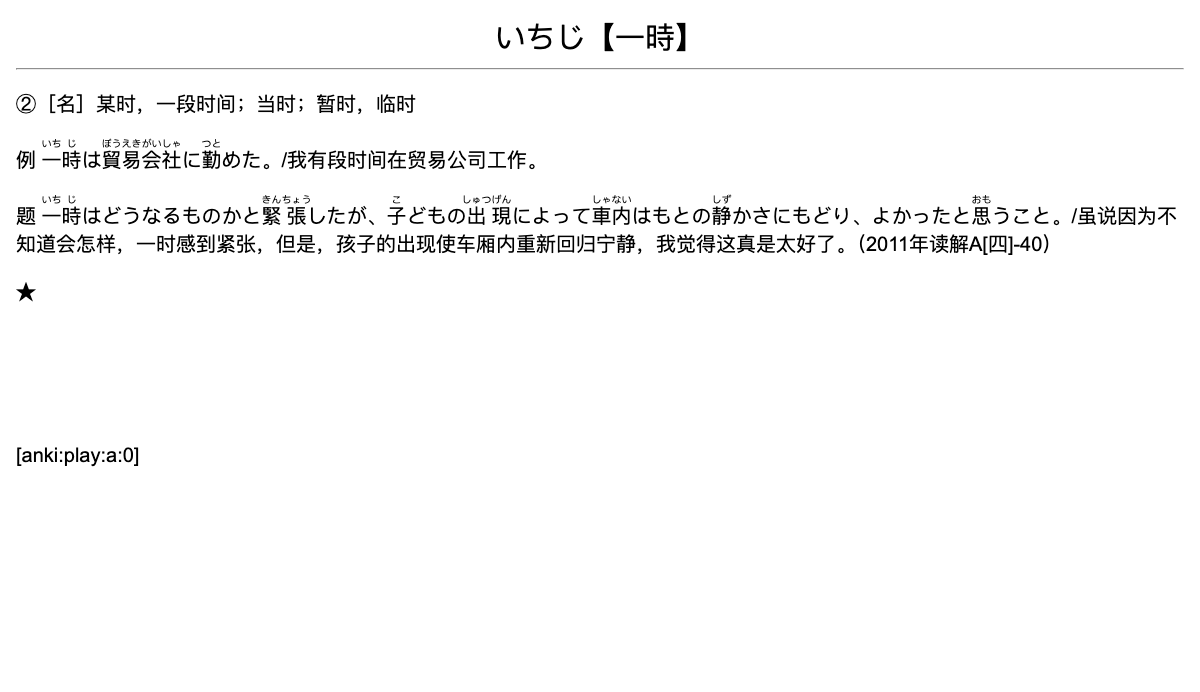 いちじ【一時】
②［名］某时，一段时间；当时；暂时，临时
いち じ ぼうえきがいしゃ つと
例 一時は貿易会社に勤めた。/我有段时间在贸易公司工作。
いち じ きんちょう こ しゅつげん しゃない しず おも
题 一時はどうなるものかと緊張したが、子どもの出現によって車内はもとの静かさにもどり、よかったと思うこと。/虽说因为不
知道会怎样，一时感到紧张，但是，孩子的出现使车厢内重新回归宁静，我觉得这真是太好了。（2011年读解A[四]-40）
★
[anki:play:a:0]